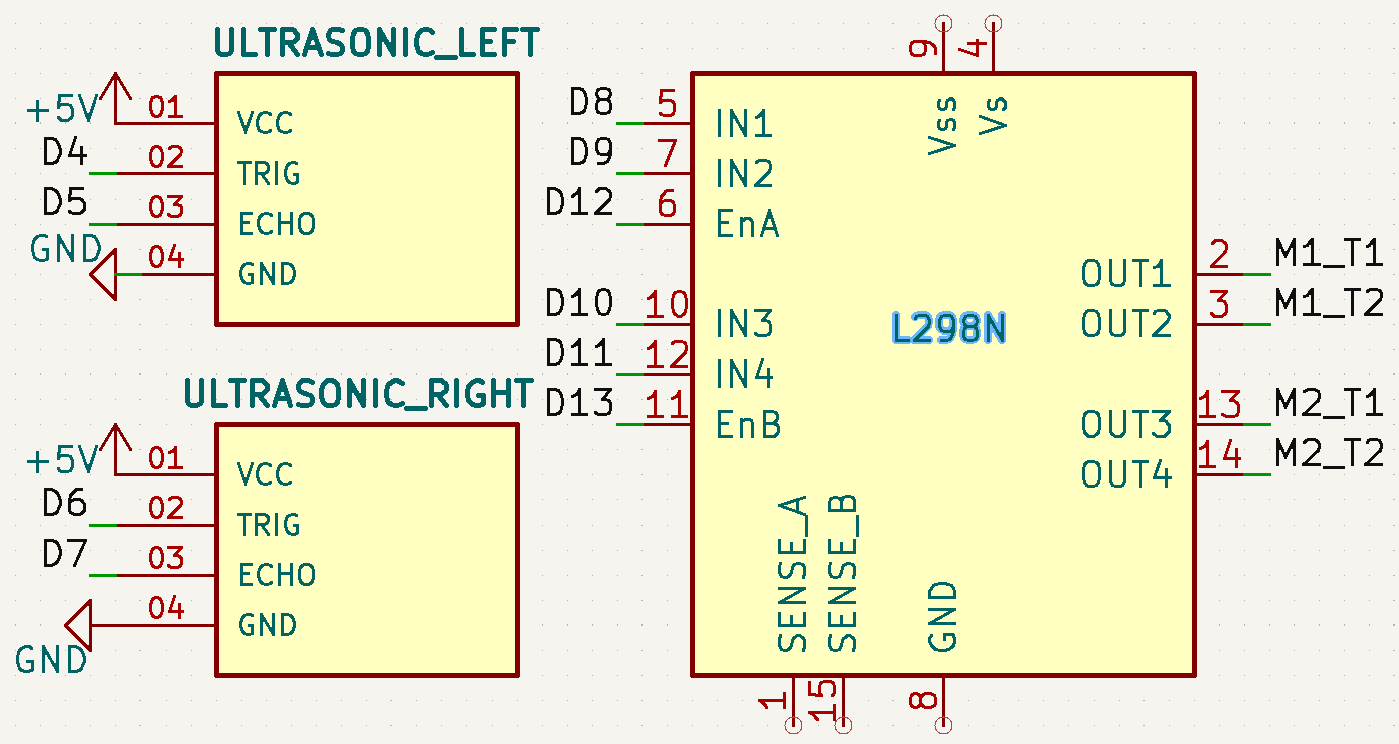 ULTRASONIC_LEFT
+5V 01 VCC
D4 02 TRIG
D5 03 ECHO
GND 04 GND
ULTRASONIC_RIGHT
+5V 01 VCC
D6 02 TRIG
D7 03 ECHO
GND 04 GND
9 4
Vss Vs
D8 5 IN1
D9 7 IN2
D12 6 EnA
D10 10 IN3
D11 12 IN4
D13 11 EnB
L298N
OUT1 2 M1_T1
OUT2 3 M1_T2
OUT3 13 M2_T1
OUT4 14 M2_T2
SENSE_A SENSE_B GND
1 15 8